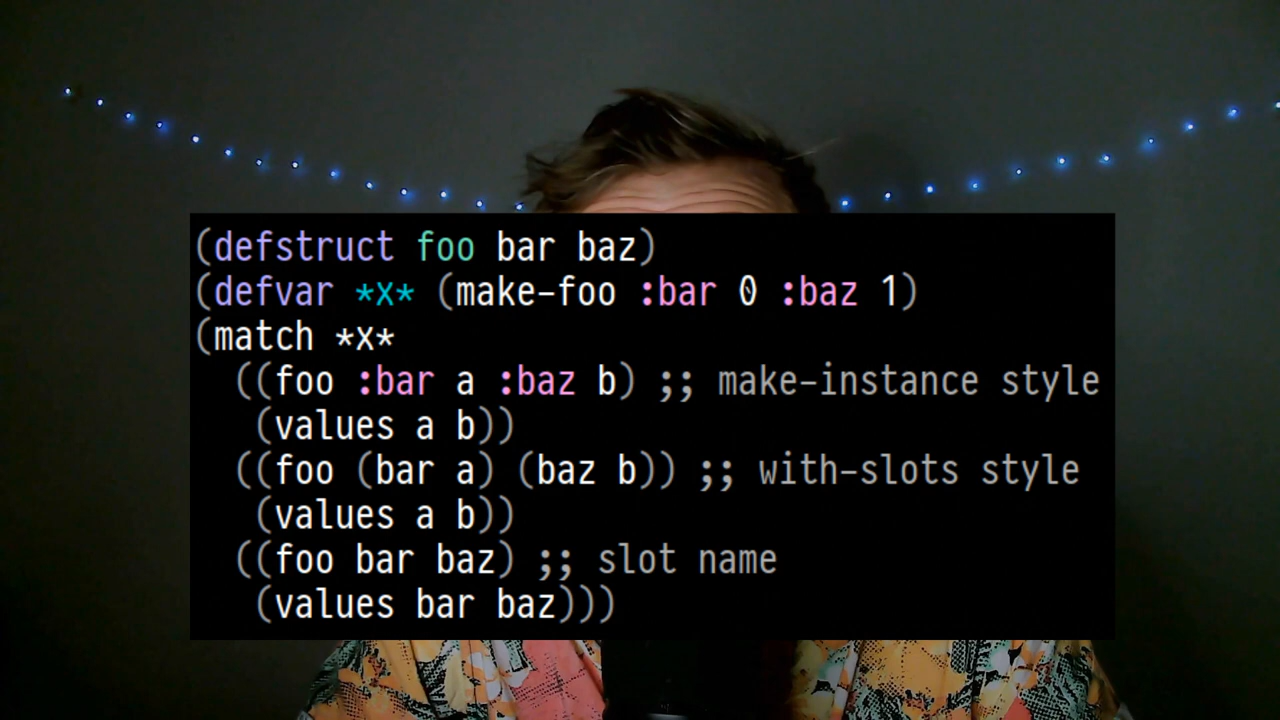 (defstruct foo bar baz)
(defvar *x* (make-foo :bar 0 :baz 1)
(match *x*
  ((foo :bar a :baz b) ;; make-instance style
   (values a b))
  ((foo (bar a) (baz b)) ;; with-slots style
   (values a b))
  ((foo bar baz) ;; slot name
   (values bar baz)))